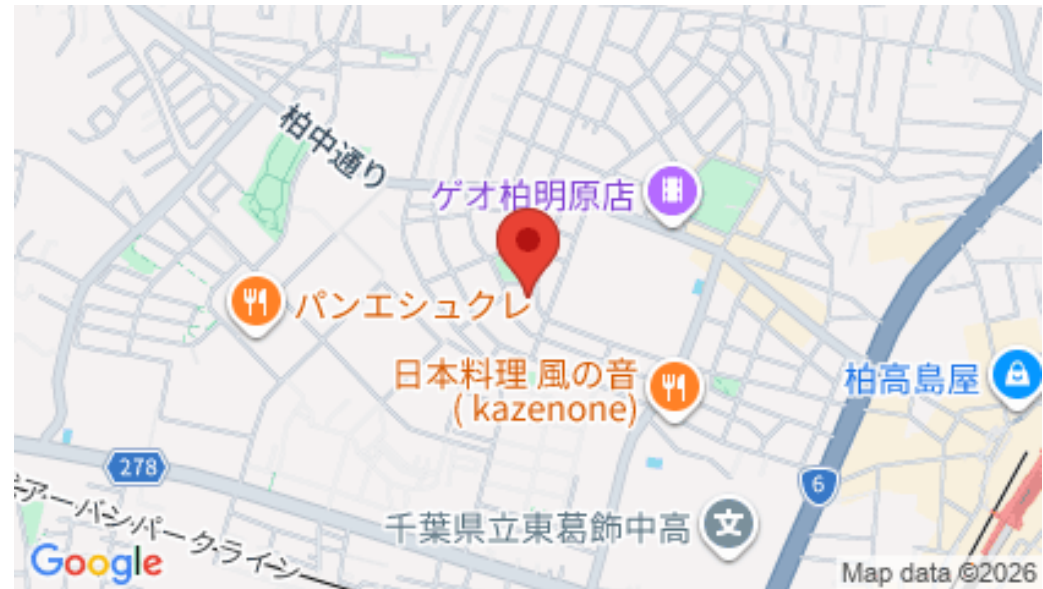 柏中通り
ゲオ柏明原店
パンエシュクレ
日本料理 風の音
( kazenone)
柏高島屋
278
6
アーバンパークライン
千葉県立東葛飾中高
文
Google
Map data ©2026